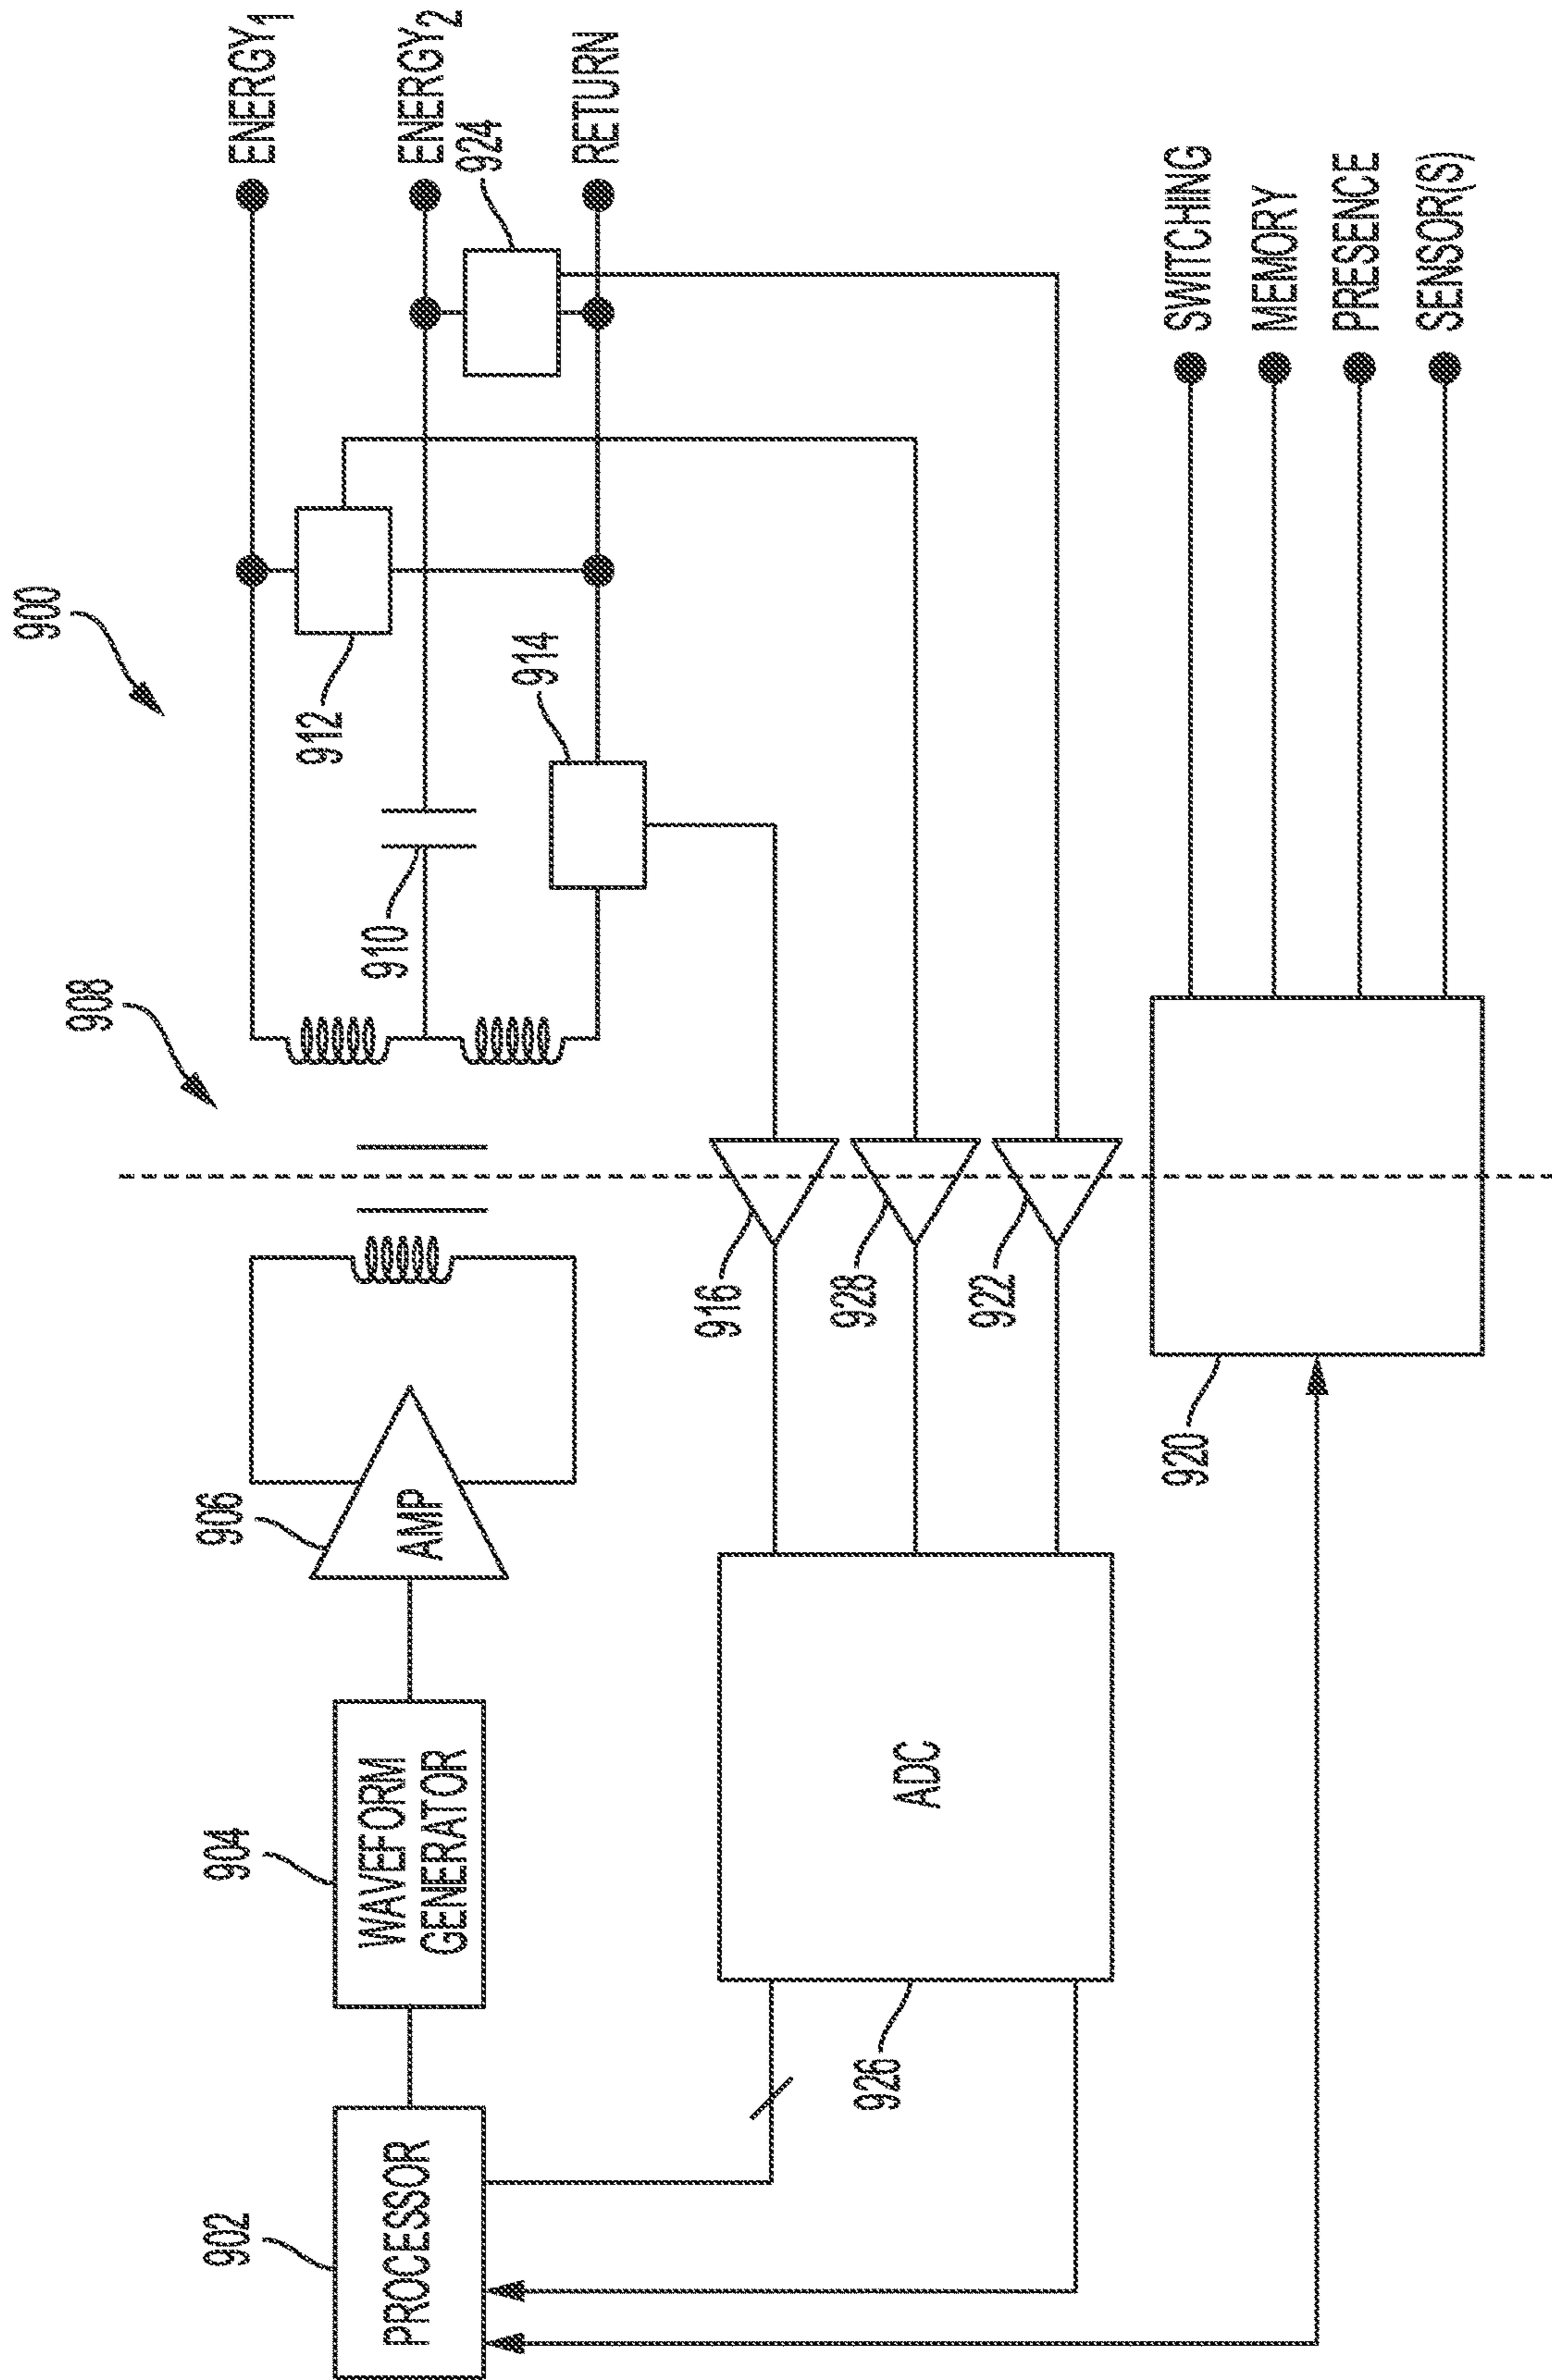 900
908
ENERGY1
ENERGY2
924
RETURN
912
914
910
906
AMP
904
WAVEFORM
GENERATOR
902
PROCESSOR
916
928
922
ADC
926
920
SWITCHING
MEMORY
PRESENCE
SENSOR(S)